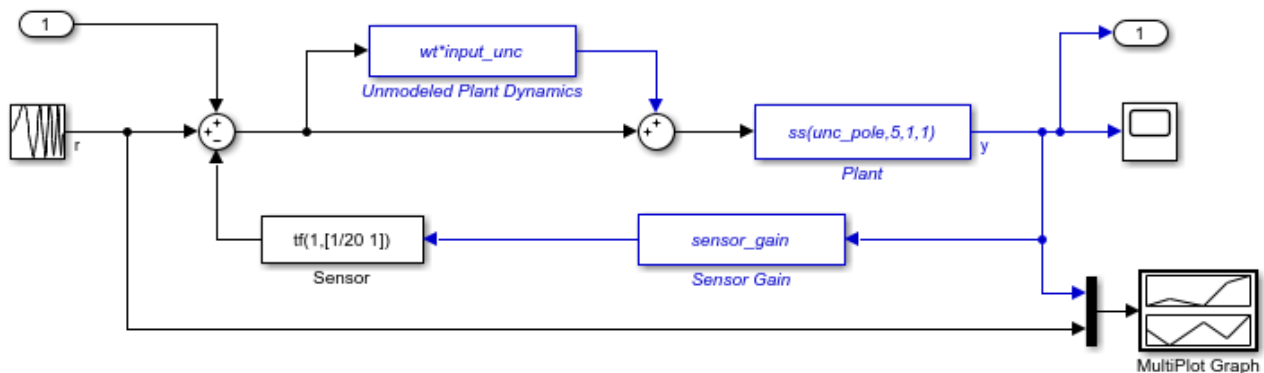 1
wt*input_unc
Unmodeled Plant Dynamics
1
r
+
+
−
+
+
ss(unc_pole,5,1,1)
y
Plant
tf(1,[1/20 1])
Sensor
sensor_gain
Sensor Gain
MultiPlot Graph